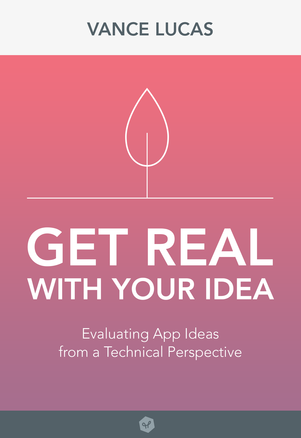 VANCE LUCAS
GET REAL
WITH YOUR IDEA
Evaluating App Ideas
from a Technical Perspective